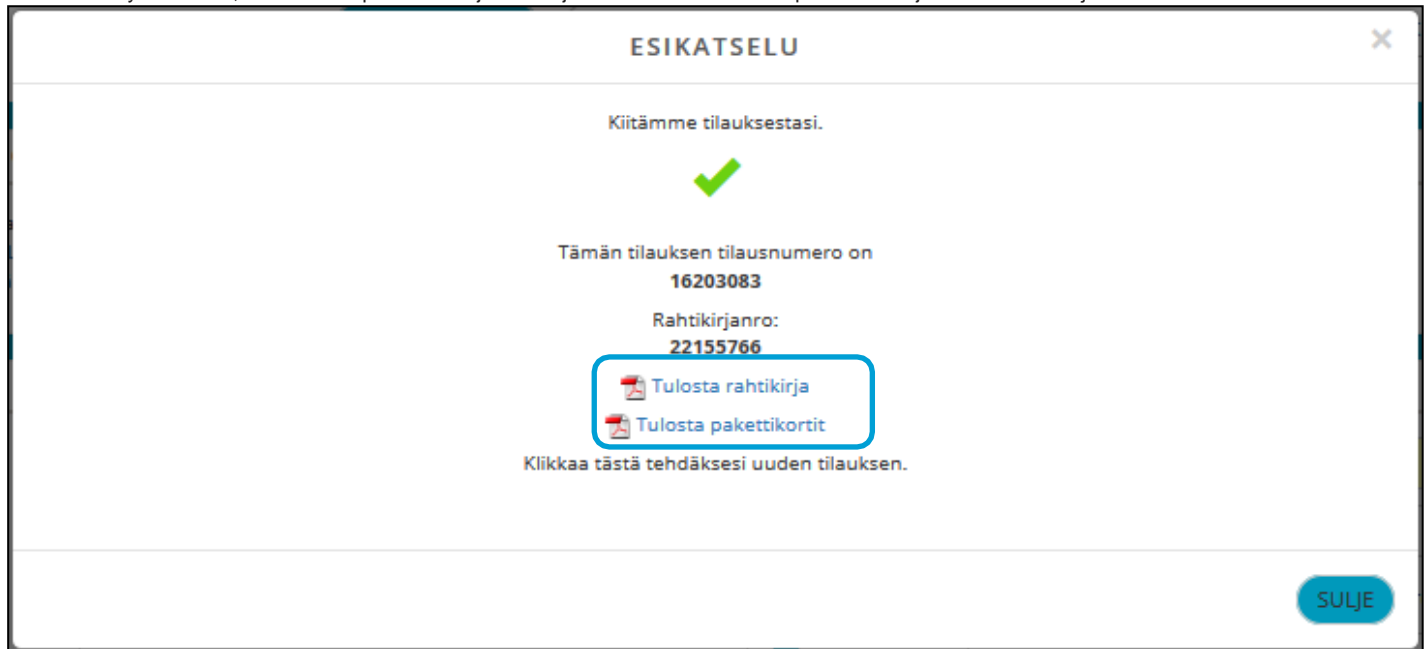 ESIKATSELU
×
Kiitämme tilauksestasi.
Tämän tilauksen tilausnumero on
16203083
Rahtikirjanro:
22155766
Tulosta rahtikirja
Tulosta pakettikortit
Klikkaa tästä tehdäksesi uuden tilauksen.
SULJE